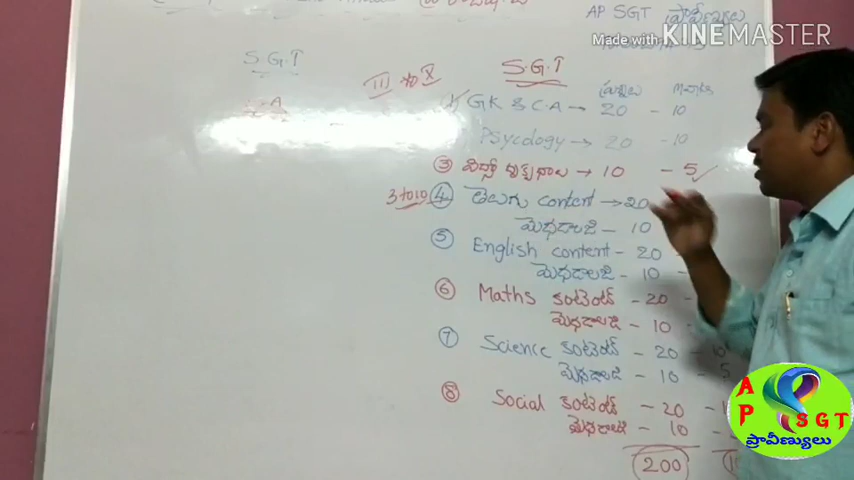 AP SGT ప్రావీణ్యులు
Made with KINEMASTER
S.G.T
S.G.T
III to X
ప్రశ్నలు మార్కులు
1) GK & C.A → 20 - 10
Psycology → 20 - 10
③ విద్యా దృక్పథాలు → 10 - 5 ✓
3 to 10 ④ తెలుగు content → 20
మెథడాలజి - 10
⑤ English content - 20
మెథడాలజి - 10
⑥ Maths కంటెంట్ - 20
మెథడాలజి - 10
⑦ Science కంటెంట్ - 20 - 10
మెథడాలజి - 10 - 5
⑧ Social కంటెంట్ - 20
మెథడాలజి - 10
200
AP SGT
ప్రావీణ్యులు